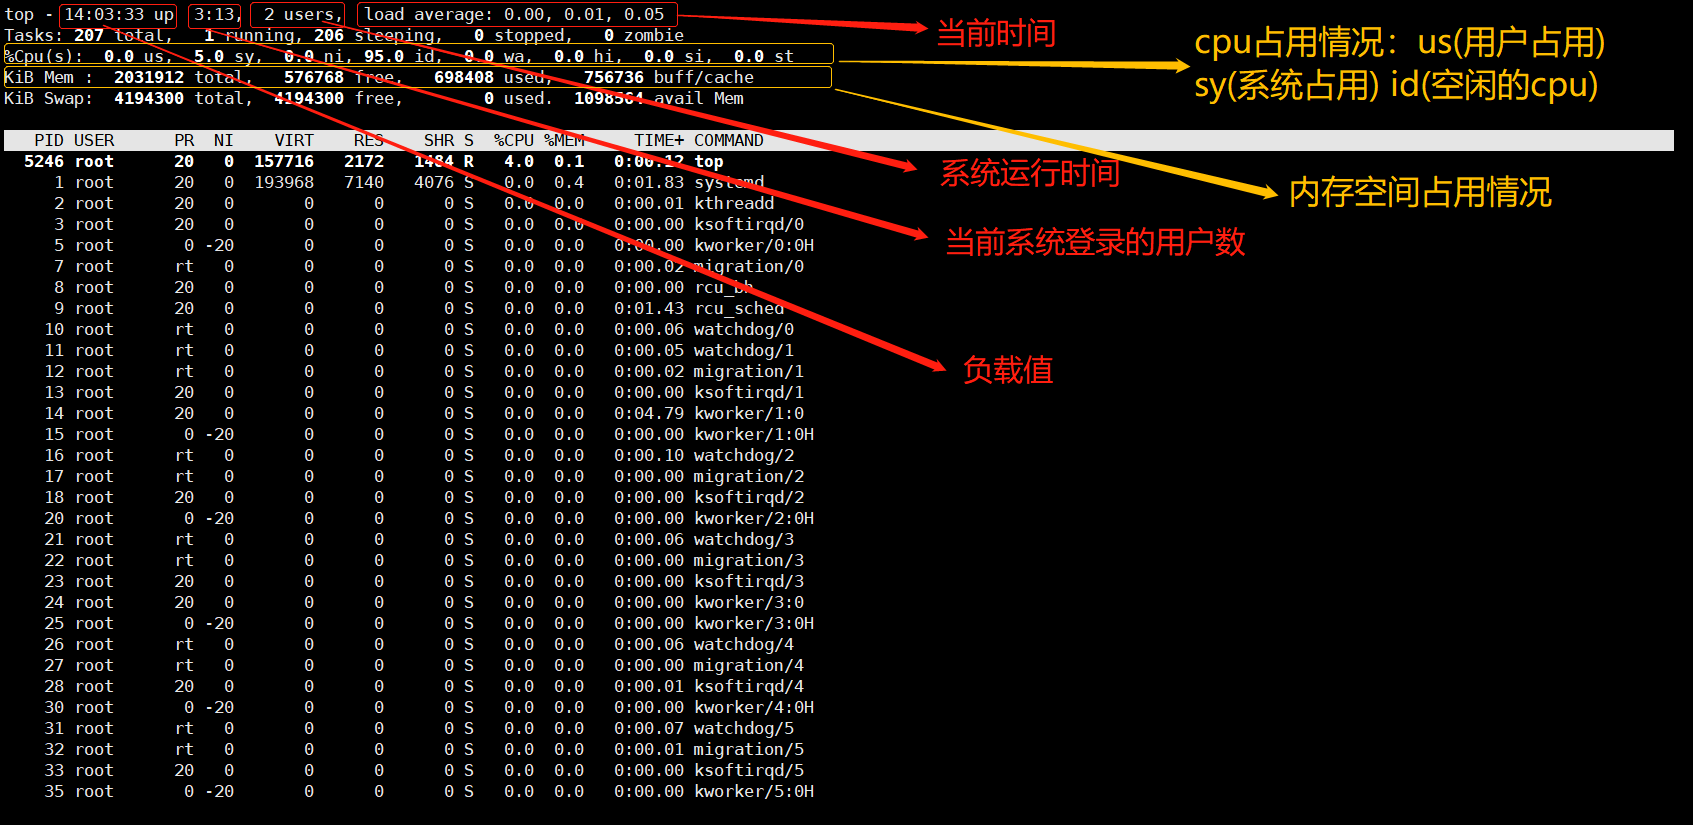 top - 14:03:33 up  3:13,  2 users,  load average: 0.00, 0.01, 0.05
Tasks: 207 total,   1 running, 206 sleeping,   0 stopped,   0 zombie
%Cpu(s):  0.0 us,  5.0 sy,  0.0 ni, 95.0 id,  0.0 wa,  0.0 hi,  0.0 si,  0.0 st
KiB Mem :  2031912 total,   576768 free,   698408 used,   756736 buff/cache
KiB Swap:  4194300 total,  4194300 free,        0 used.  1098564 avail Mem
PID USER      PR  NI    VIRT    RES    SHR S  %CPU %MEM     TIME+ COMMAND
5246 root      20   0  157716   2172   1484 R   4.0  0.1   0:00.12 top
1 root      20   0  193968   7140   4076 S   0.0  0.4   0:01.83 systemd
2 root      20   0       0      0      0 S   0.0  0.0   0:00.01 kthreadd
3 root      20   0       0      0      0 S   0.0  0.0   0:00.00 ksoftirqd/0
5 root       0 -20       0      0      0 S   0.0  0.0   0:00.00 kworker/0:0H
7 root      rt   0       0      0      0 S   0.0  0.0   0:00.02 migration/0
8 root      20   0       0      0      0 S   0.0  0.0   0:00.00 rcu_bh
9 root      20   0       0      0      0 S   0.0  0.0   0:01.43 rcu_sched
10 root      rt   0       0      0      0 S   0.0  0.0   0:00.06 watchdog/0
11 root      rt   0       0      0      0 S   0.0  0.0   0:00.05 watchdog/1
12 root      rt   0       0      0      0 S   0.0  0.0   0:00.02 migration/1
13 root      20   0       0      0      0 S   0.0  0.0   0:00.00 ksoftirqd/1
14 root      20   0       0      0      0 S   0.0  0.0   0:04.79 kworker/1:0
15 root       0 -20       0      0      0 S   0.0  0.0   0:00.00 kworker/1:0H
16 root      rt   0       0      0      0 S   0.0  0.0   0:00.10 watchdog/2
17 root      rt   0       0      0      0 S   0.0  0.0   0:00.00 migration/2
18 root      20   0       0      0      0 S   0.0  0.0   0:00.00 ksoftirqd/2
20 root       0 -20       0      0      0 S   0.0  0.0   0:00.00 kworker/2:0H
21 root      rt   0       0      0      0 S   0.0  0.0   0:00.06 watchdog/3
22 root      rt   0       0      0      0 S   0.0  0.0   0:00.00 migration/3
23 root      20   0       0      0      0 S   0.0  0.0   0:00.00 ksoftirqd/3
24 root      20   0       0      0      0 S   0.0  0.0   0:00.00 kworker/3:0
25 root       0 -20       0      0      0 S   0.0  0.0   0:00.00 kworker/3:0H
26 root      rt   0       0      0      0 S   0.0  0.0   0:00.06 watchdog/4
27 root      rt   0       0      0      0 S   0.0  0.0   0:00.00 migration/4
28 root      20   0       0      0      0 S   0.0  0.0   0:00.01 ksoftirqd/4
30 root       0 -20       0      0      0 S   0.0  0.0   0:00.00 kworker/4:0H
31 root      rt   0       0      0      0 S   0.0  0.0   0:00.07 watchdog/5
32 root      rt   0       0      0      0 S   0.0  0.0   0:00.01 migration/5
33 root      20   0       0      0      0 S   0.0  0.0   0:00.00 ksoftirqd/5
35 root       0 -20       0      0      0 S   0.0  0.0   0:00.00 kworker/5:0H
当前时间
cpu占用情况：us(用户占用)
sy(系统占用) id(空闲的cpu)
系统运行时间
内存空间占用情况
当前系统登录的用户数
负载值